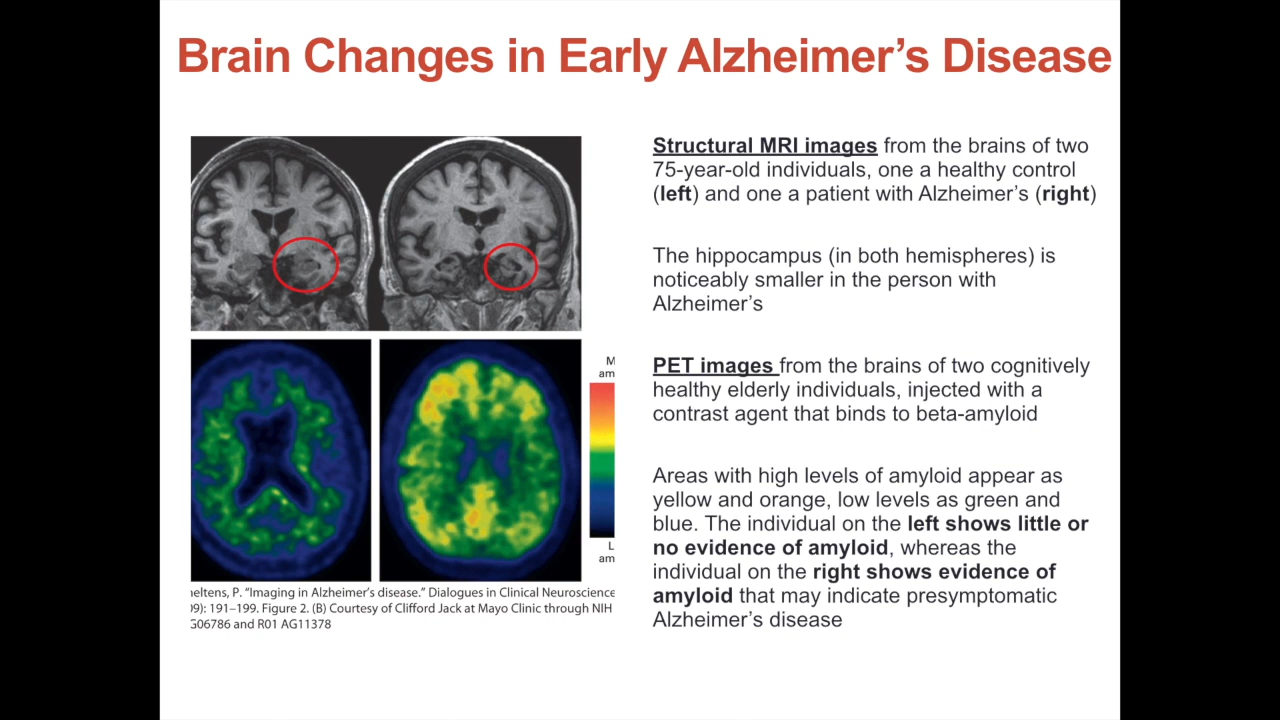 Brain Changes in Early Alzheimer's Disease
Structural MRI images from the brains of two
75-year-old individuals, one a healthy control
(left) and one a patient with Alzheimer's (right)
The hippocampus (in both hemispheres) is
noticeably smaller in the person with
Alzheimer's
PET images from the brains of two cognitively
healthy elderly individuals, injected with a
contrast agent that binds to beta-amyloid
Areas with high levels of amyloid appear as
yellow and orange, low levels as green and
blue. The individual on the left shows little or
no evidence of amyloid, whereas the
individual on the right shows evidence of
amyloid that may indicate presymptomatic
Alzheimer's disease
M
am
L
am
eltens, P. "Imaging in Alzheimer's disease." Dialogues in Clinical Neuroscience
9): 191–199. Figure 2. (B) Courtesy of Clifford Jack at Mayo Clinic through NIH
G06786 and R01 AG11378